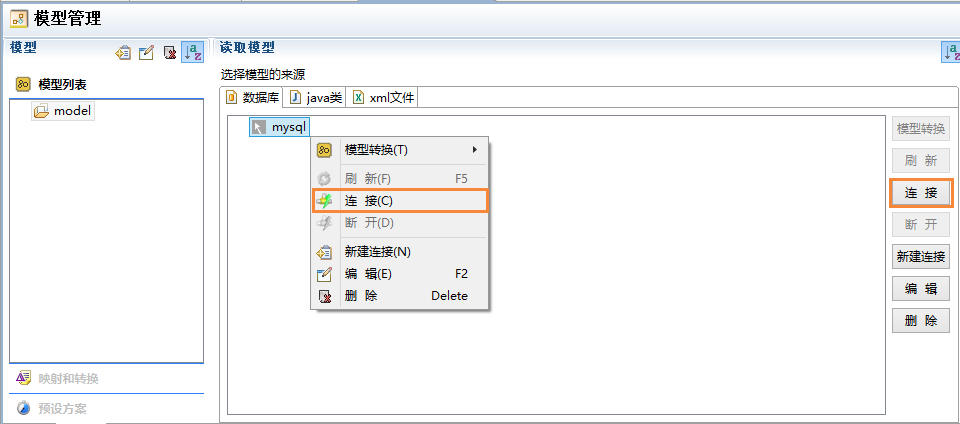 模型管理
模型
读取模型
选择模型的来源
模型列表
数据库 java类 xml文件
model
mysql
模型转换
模型转换(T)
刷 新
刷 新(F) F5
连 接
连 接(C)
断 开
断 开(D)
新建连接
新建连接(N)
编 辑
编 辑(E) F2
删 除
删 除 Delete
映射和转换
预设方案